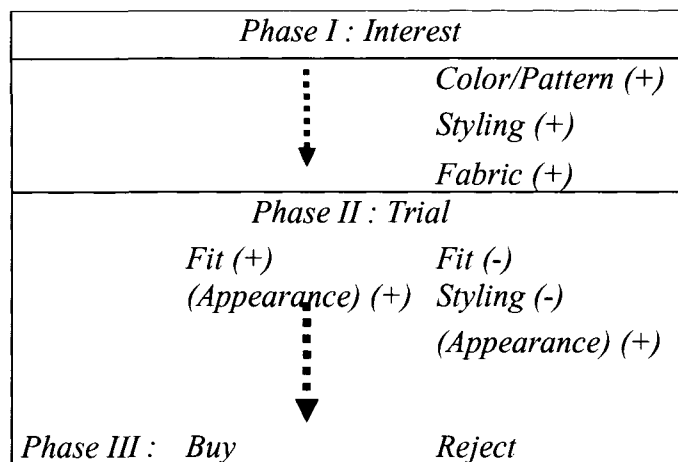 Phase I : Interest
Color/Pattern (+)
Styling (+)
Fabric (+)
Phase II : Trial
Fit (+) Fit (-)
(Appearance) (+) Styling (-)
(Appearance) (+)
Phase III : Buy Reject